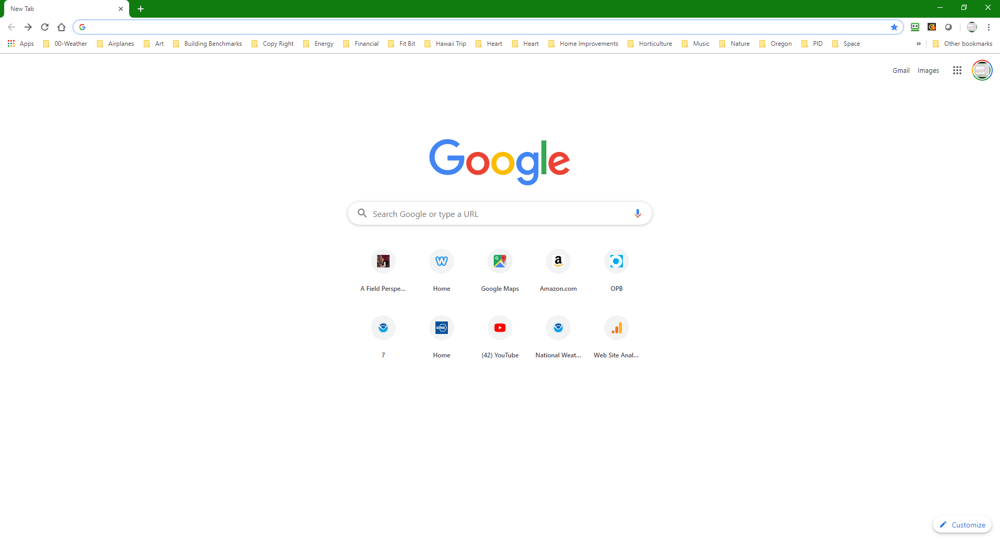 New Tab
Apps 00-Weather Airplanes Art Building Benchmarks Copy Right Energy Financial Fit Bit Hawaii Trip Heart Heart Home Improvements Horticulture Music Nature Oregon PID Space » Other bookmarks
Gmail Images
Google
Search Google or type a URL
A Field Perspe... Home Google Maps Amazon.com OPB
ASHRAE
7 Home (42) YouTube National Weat... Web Site Anal...
Customize